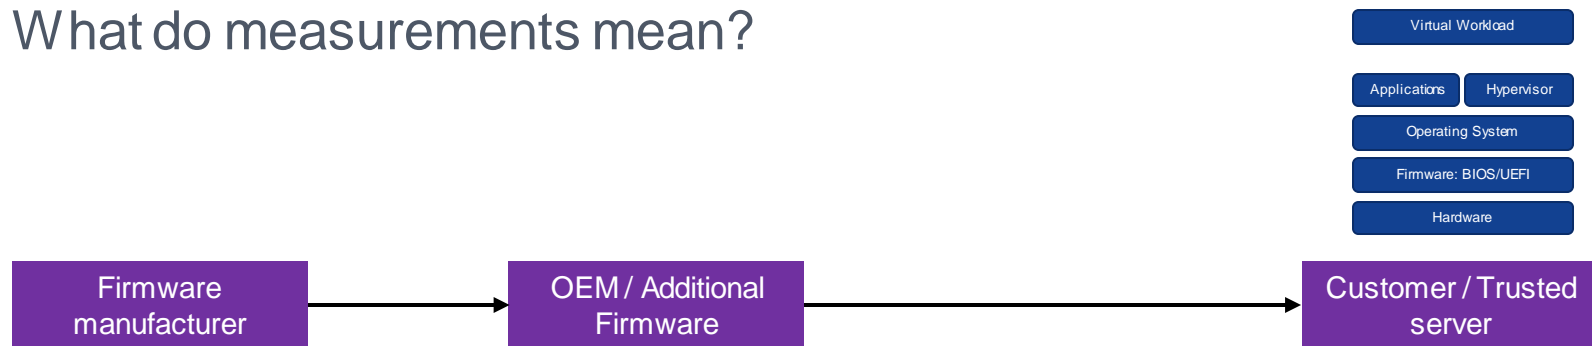 What do measurements mean?
Virtual Workload
Applications
Hypervisor
Operating System
Firmware: BIOS/UEFI
Hardware
Firmware
manufacturer
OEM / Additional
Firmware
Customer / Trusted
server